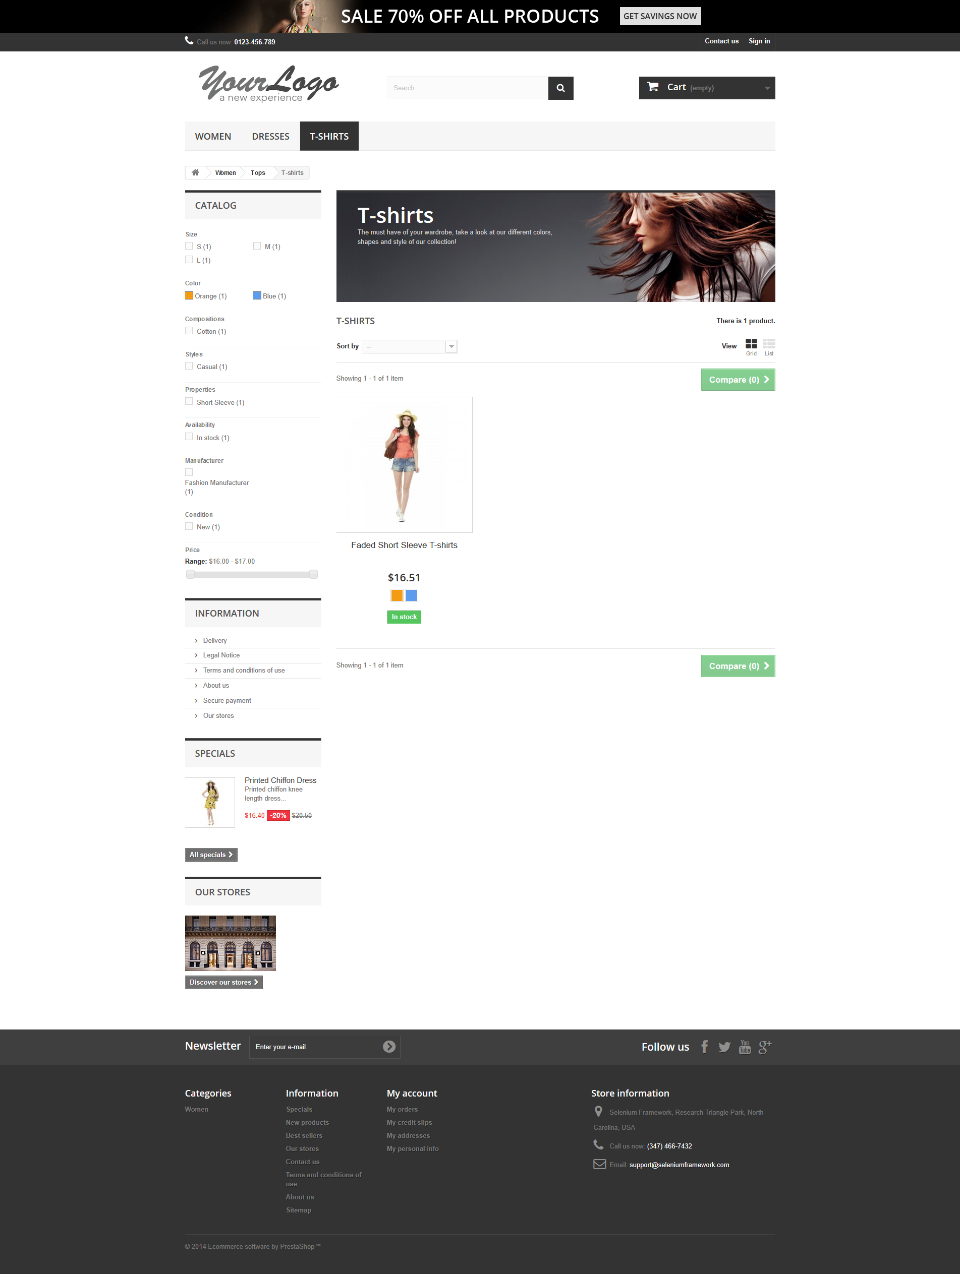 SALE 70% OFF ALL PRODUCTS GET SAVINGS NOW
Call us now: 0123-456-789
Contact us Sign in
YourLogo
a new experience
Search
Cart (empty)
WOMEN DRESSES T-SHIRTS
Women Tops T-shirts
CATALOG
Size
S (1) M (1)
L (1)
Color
Orange (1) Blue (1)
Compositions
Cotton (1)
Styles
Casual (1)
Properties
Short Sleeve (1)
Availability
In stock (1)
Manufacturer
Fashion Manufacturer
(1)
Condition
New (1)
Price
Range: $16.00 - $17.00
INFORMATION
Delivery
Legal Notice
Terms and conditions of use
About us
Secure payment
Our stores
SPECIALS
Printed Chiffon Dress
Printed chiffon knee
length dress...
$16.40 -20% $20.50
All specials
OUR STORES
Discover our stores
T-shirts
The must have of your wardrobe, take a look at our different colors,
shapes and style of our collection!
T-SHIRTS
There is 1 product.
Sort by --
View Grid List
Showing 1 - 1 of 1 item
Compare (0)
Faded Short Sleeve T-shirts
$16.51
In stock
Showing 1 - 1 of 1 item
Compare (0)
Newsletter Enter your e-mail
Follow us
Categories
Women
Information
Specials
New products
Best sellers
Our stores
Contact us
Terms and conditions of
use
About us
Sitemap
My account
My orders
My credit slips
My addresses
My personal info
Store information
Selenium Framework, Research Triangle Park, North
Carolina, USA
Call us now: (347) 466-7432
Email: support@seleniumframework.com
© 2014 Ecommerce software by PrestaShop™